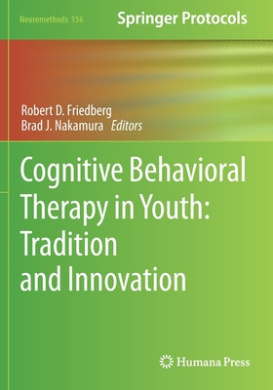 Neuromethods 156
Springer Protocols
Robert D. Friedberg
Brad J. Nakamura Editors
Cognitive Behavioral
Therapy in Youth:
Tradition
and Innovation
Humana Press